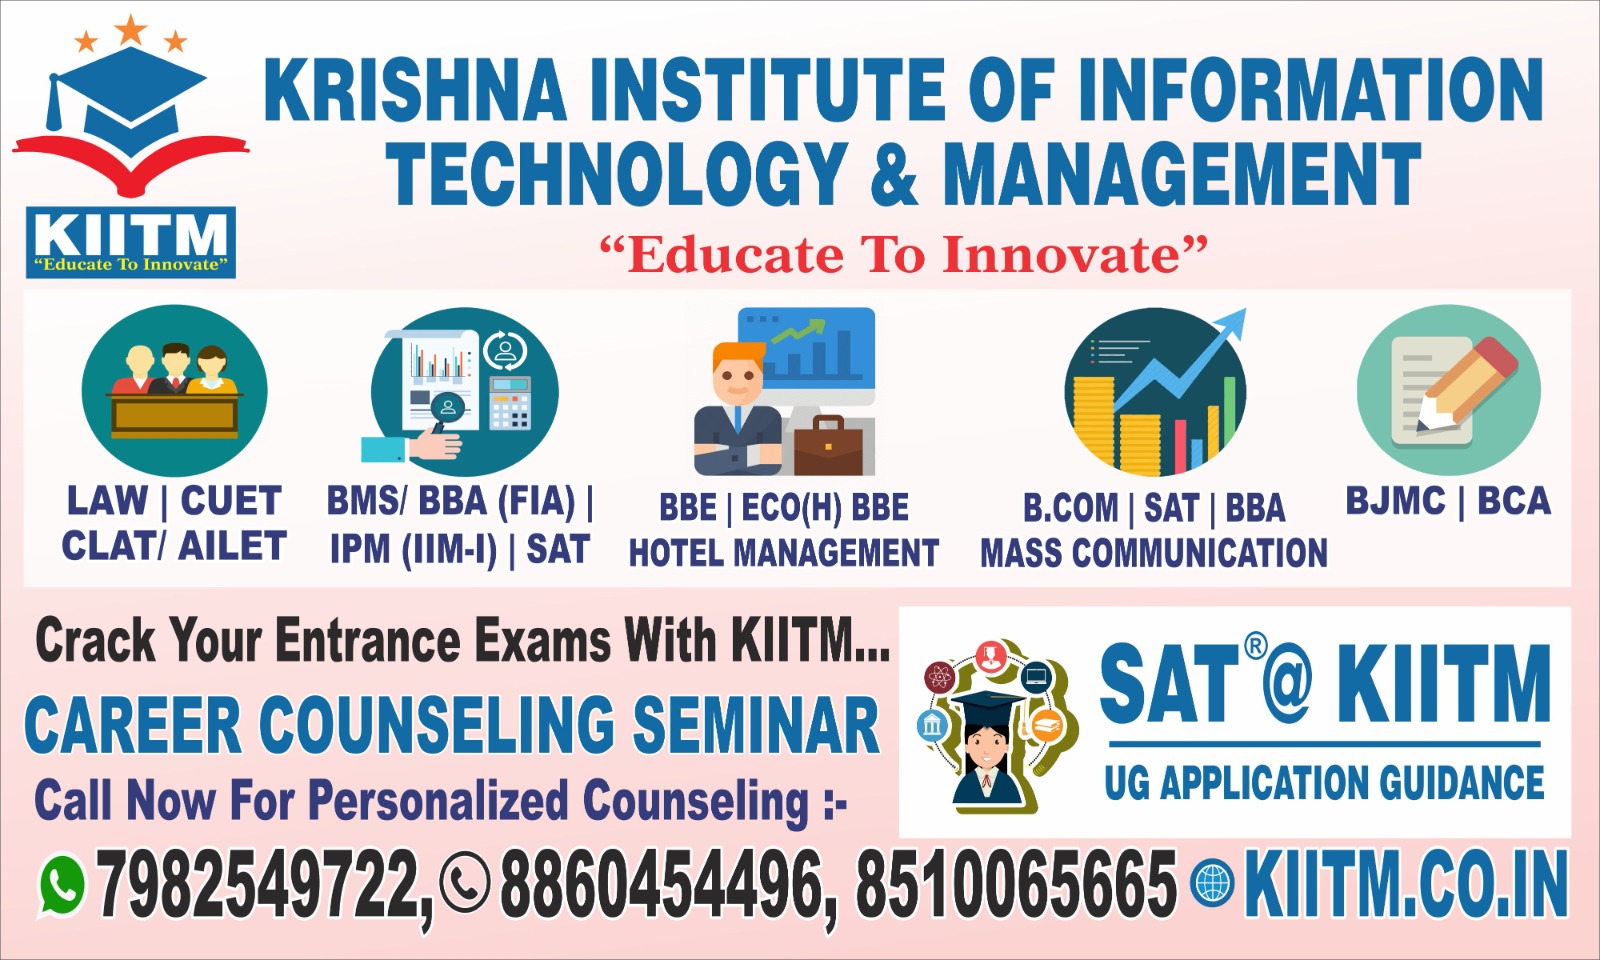 KRISHNA INSTITUTE OF INFORMATION
TECHNOLOGY & MANAGEMENT
“Educate To Innovate”
KIITM
“Educate To Innovate”
LAW | CUET
CLAT/ AILET
BMS/ BBA (FIA) |
IPM (IIM-I) | SAT
BBE | ECO(H) BBE
HOTEL MANAGEMENT
B.COM | SAT | BBA
MASS COMMUNICATION
BJMC | BCA
Crack Your Entrance Exams With KIITM...
CAREER COUNSELING SEMINAR
Call Now For Personalized Counseling :-
SAT®@ KIITM
UG APPLICATION GUIDANCE
7982549722, 8860454496, 8510065665 KIITM.CO.IN